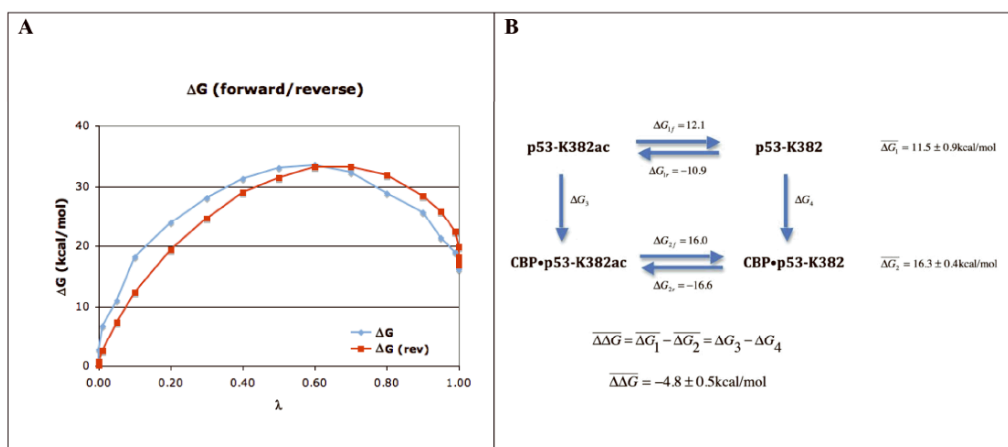 A
ΔG (forward/reverse)
ΔG (kcal/mol)
40
30
20
10
0
0.00 0.20 0.40 0.60 0.80 1.00
λ
ΔG
ΔG (rev)
B
p53-K382ac
ΔG1f = 12.1
ΔG1r = −10.9
p53-K382
ΔG1 = 11.5 ± 0.9kcal/mol
ΔG3
ΔG4
CBP•p53-K382ac
ΔG2f = 16.0
ΔG2r = −16.6
CBP•p53-K382
ΔG2 = 16.3 ± 0.4kcal/mol
ΔΔG = ΔG1 − ΔG2 = ΔG3 − ΔG4
ΔΔG = −4.8 ± 0.5kcal/mol